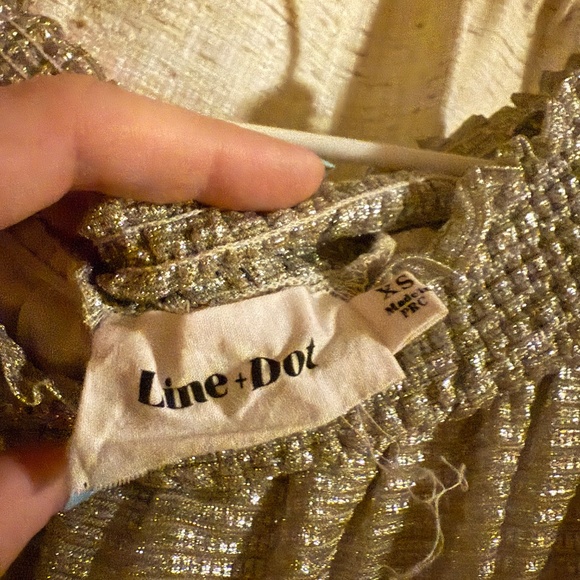 Line + Dot
XS
Made in
PRC